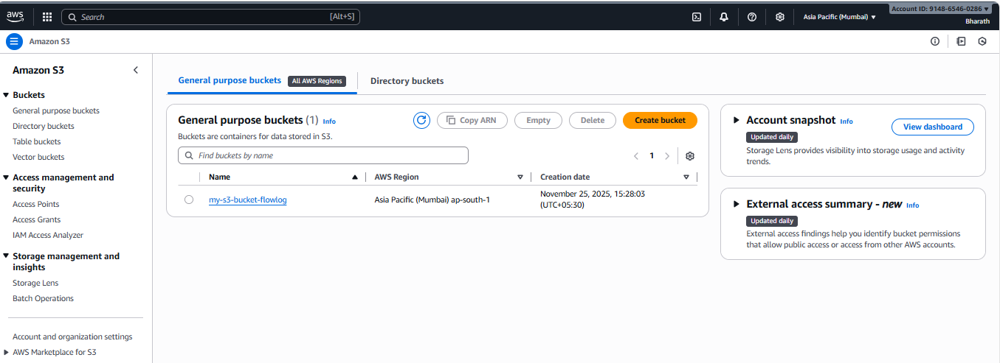 aws
Search
[Alt+S]
Asia Pacific (Mumbai)
Account ID: 9148-6546-0286
Bharath
Amazon S3
Amazon S3
Buckets
General purpose buckets
Directory buckets
Table buckets
Vector buckets
Access management and
security
Access Points
Access Grants
IAM Access Analyzer
Storage management and
insights
Storage Lens
Batch Operations
Account and organization settings
AWS Marketplace for S3
General purpose buckets All AWS Regions
Directory buckets
General purpose buckets (1) Info
Copy ARN
Empty
Delete
Create bucket
Buckets are containers for data stored in S3.
Find buckets by name
1
Name
AWS Region
Creation date
my-s3-bucket-flowlog
Asia Pacific (Mumbai) ap-south-1
November 25, 2025, 15:28:03
(UTC+05:30)
Account snapshot Info
Updated daily
View dashboard
Storage Lens provides visibility into storage usage and activity
trends.
External access summary - new Info
Updated daily
External access findings help you identify bucket permissions
that allow public access or access from other AWS accounts.